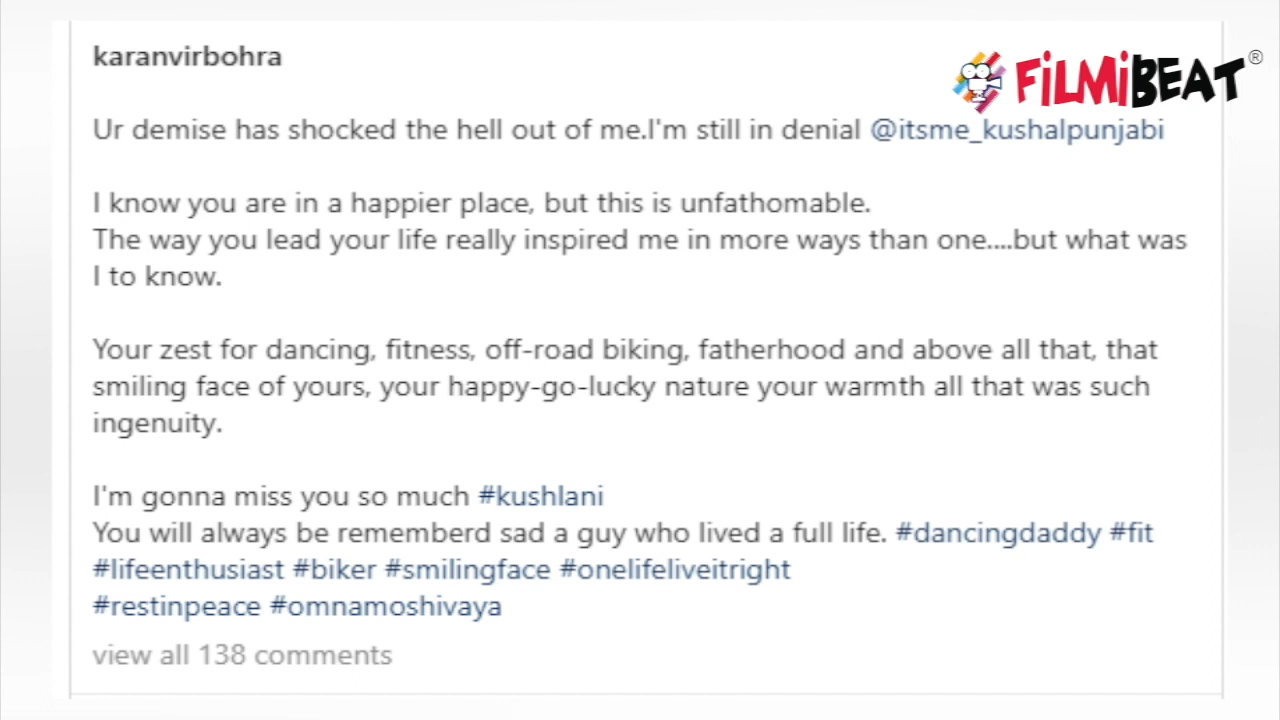 karanvirbohra
FiLMiBEAT®
Ur demise has shocked the hell out of me.I'm still in denial @itsme_kushalpunjabi
I know you are in a happier place, but this is unfathomable.
The way you lead your life really inspired me in more ways than one....but what was
I to know.
Your zest for dancing, fitness, off-road biking, fatherhood and above all that, that
smiling face of yours, your happy-go-lucky nature your warmth all that was such
ingenuity.
I'm gonna miss you so much #kushlani
You will always be rememberd sad a guy who lived a full life. #dancingdaddy #fit
#lifeenthusiast #biker #smilingface #onelifeliveitright
#restinpeace #omnamoshivaya
view all 138 comments